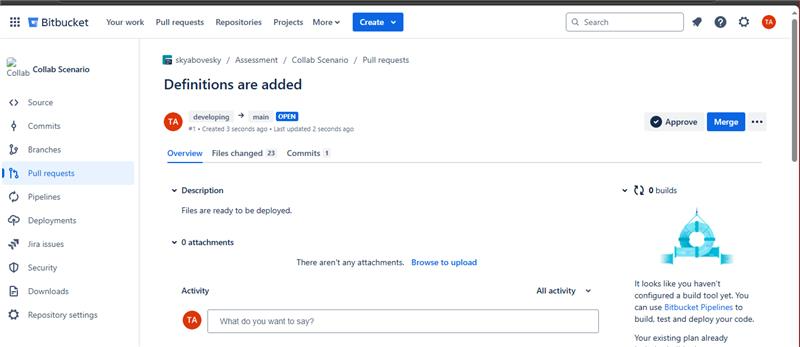 Bitbucket Your work Pull requests Repositories Projects More Create Search TA
Collab
Collab Scenario
Source
Commits
Branches
Pull requests
Pipelines
Deployments
Jira issues
Security
Downloads
Repository settings
skyabovesky / Assessment / Collab Scenario / Pull requests
Definitions are added
TA developing → main OPEN
#1 • Created 3 seconds ago • Last updated 2 seconds ago
Approve Merge
Overview Files changed 23 Commits 1
Description
Files are ready to be deployed.
0 attachments
There aren't any attachments. Browse to upload
Activity All activity
TA What do you want to say?
0 builds
It looks like you haven't
configured a build tool yet. You
can use Bitbucket Pipelines to
build, test and deploy your code.
Your existing plan already